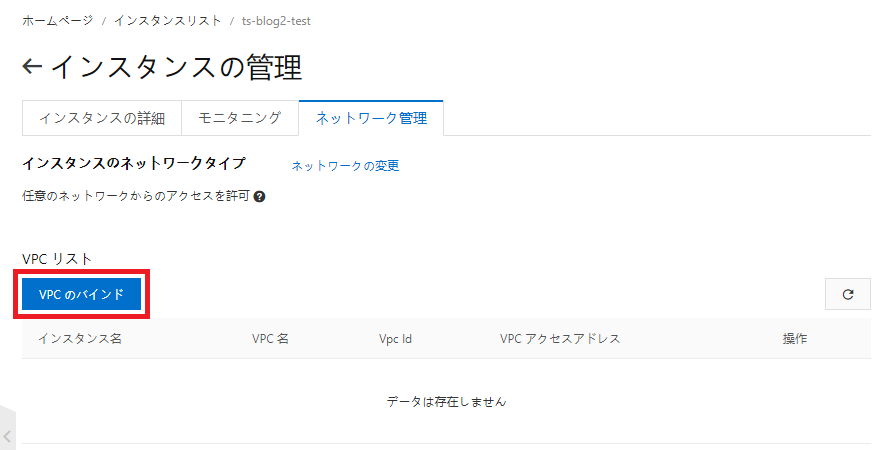 ホームページ / インスタンスリスト / ts-blog2-test
← インスタンスの管理
インスタンスの詳細 モニタニング ネットワーク管理
インスタンスのネットワークタイプ ネットワークの変更
任意のネットワークからのアクセスを許可 ?
VPC リスト
VPC のバインド
インスタンス名 VPC 名 Vpc Id VPC アクセスアドレス 操作
データは存在しません